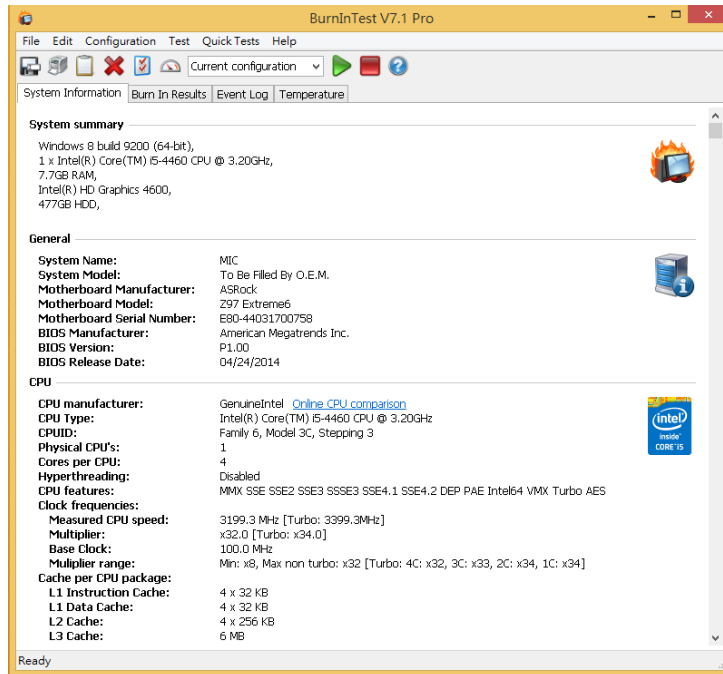 BurnInTest V7.1 Pro
File Edit Configuration Test Quick Tests Help
Current configuration
System Information Burn In Results Event Log Temperature
System summary
Windows 8 build 9200 (64-bit),
1 x Intel(R) Core(TM) i5-4460 CPU @ 3.20GHz,
7.7GB RAM,
Intel(R) HD Graphics 4600,
477GB HDD,
General
System Name: MIC
System Model: To Be Filled By O.E.M.
Motherboard Manufacturer: ASRock
Motherboard Model: Z97 Extreme6
Motherboard Serial Number: E80-44031700758
BIOS Manufacturer: American Megatrends Inc.
BIOS Version: P1.00
BIOS Release Date: 04/24/2014
CPU
CPU manufacturer: GenuineIntel Online CPU comparison
CPU Type: Intel(R) Core(TM) i5-4460 CPU @ 3.20GHz
CPUID: Family 6, Model 3C, Stepping 3
Physical CPU's: 1
Cores per CPU: 4
Hyperthreading: Disabled
CPU features: MMX SSE SSE2 SSE3 SSSE3 SSE4.1 SSE4.2 DEP PAE Intel64 VMX Turbo AES
Clock frequencies:
Measured CPU speed: 3199.3 MHz [Turbo: 3399.3MHz]
Multiplier: x32.0 [Turbo: x34.0]
Base Clock: 100.0 MHz
Muliplier range: Min: x8, Max non turbo: x32 [Turbo: 4C: x32, 3C: x33, 2C: x34, 1C: x34]
Cache per CPU package:
L1 Instruction Cache: 4 x 32 KB
L1 Data Cache: 4 x 32 KB
L2 Cache: 4 x 256 KB
L3 Cache: 6 MB
(intel)
inside
CORE i5
Ready